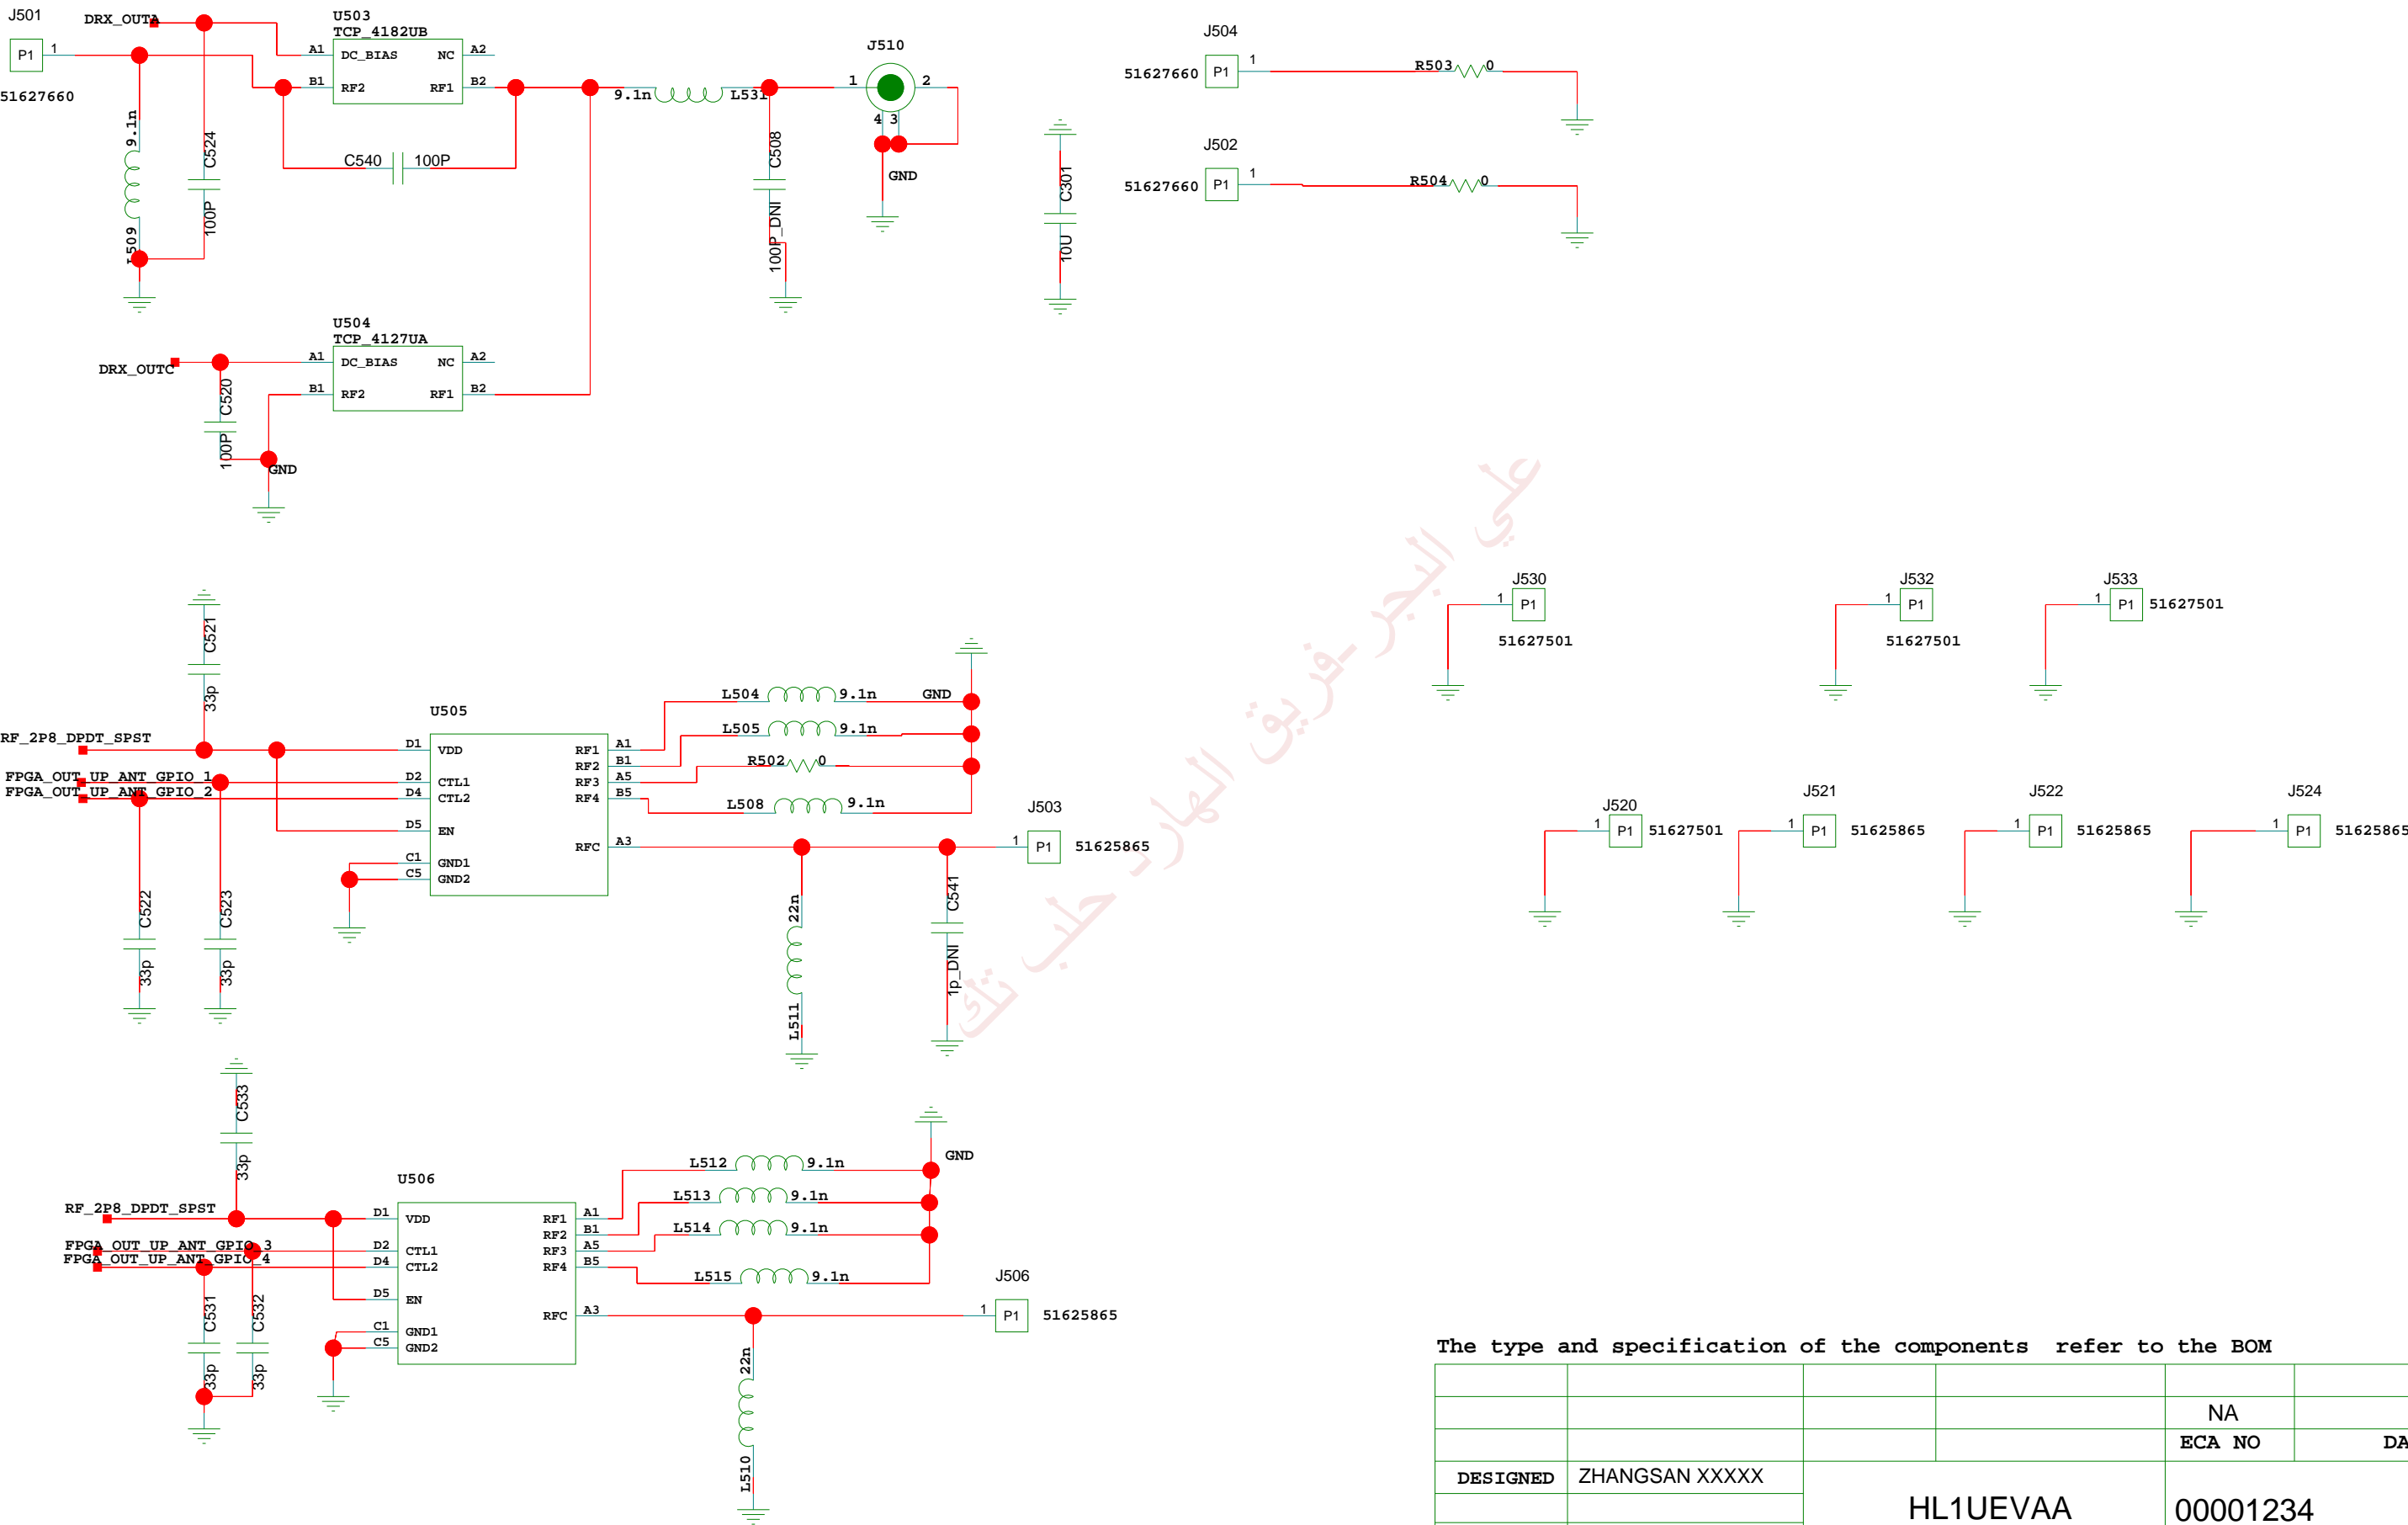 J501
DRX_OUTA
P1 1
51627660
U503
TCP_4182UB
A1 DC_BIAS NC A2
B1 RF2 RF1 B2
9.1n L509
C524 100P
C540 100P
9.1n L531
C508 100P_DNI
J510
1 2
4 3
GND
C301 10U
J504
51627660 P1 1
R503 0
J502
51627660 P1 1
R504 0
U504
TCP_4127UA
DRX_OUTC
A1 DC_BIAS NC A2
B1 RF2 RF1 B2
C520 100P
GND
علي البجر -فريق الهارد حلب تك
J530
1 P1
51627501
J532
1 P1
51627501
J533
1 P1 51627501
C521 33p
U505
RF_2P8_DPDT_SPST
FPGA_OUT_UP_ANT_GPIO_1
FPGA_OUT_UP_ANT_GPIO_2
D1 VDD
D2 CTL1
D4 CTL2
D5 EN
C1 GND1
C5 GND2
RF1 A1
RF2 B1
RF3 A5
RF4 B5
RFC A3
L504 9.1n GND
L505 9.1n
R502 0
L508 9.1n
C522 33p
C523 33p
22n L511
C541 1p_DNI
J503
1 P1 51625865
J520
1 P1 51627501
J521
1 P1 51625865
J522
1 P1 51625865
J524
1 P1 51625865
C533 33p
U506
RF_2P8_DPDT_SPST
FPGA_OUT_UP_ANT_GPIO_3
FPGA_OUT_UP_ANT_GPIO_4
D1 VDD
D2 CTL1
D4 CTL2
D5 EN
C1 GND1
C5 GND2
RF1 A1
RF2 B1
RF3 A5
RF4 B5
RFC A3
L512 9.1n GND
L513 9.1n
L514 9.1n
L515 9.1n
C531 33p
C532 33p
22n L510
J506
1 P1 51625865
The type and specification of the components refer to the BOM
NA
ECA NO DA
DESIGNED ZHANGSAN XXXXX
HL1UEVAA 00001234